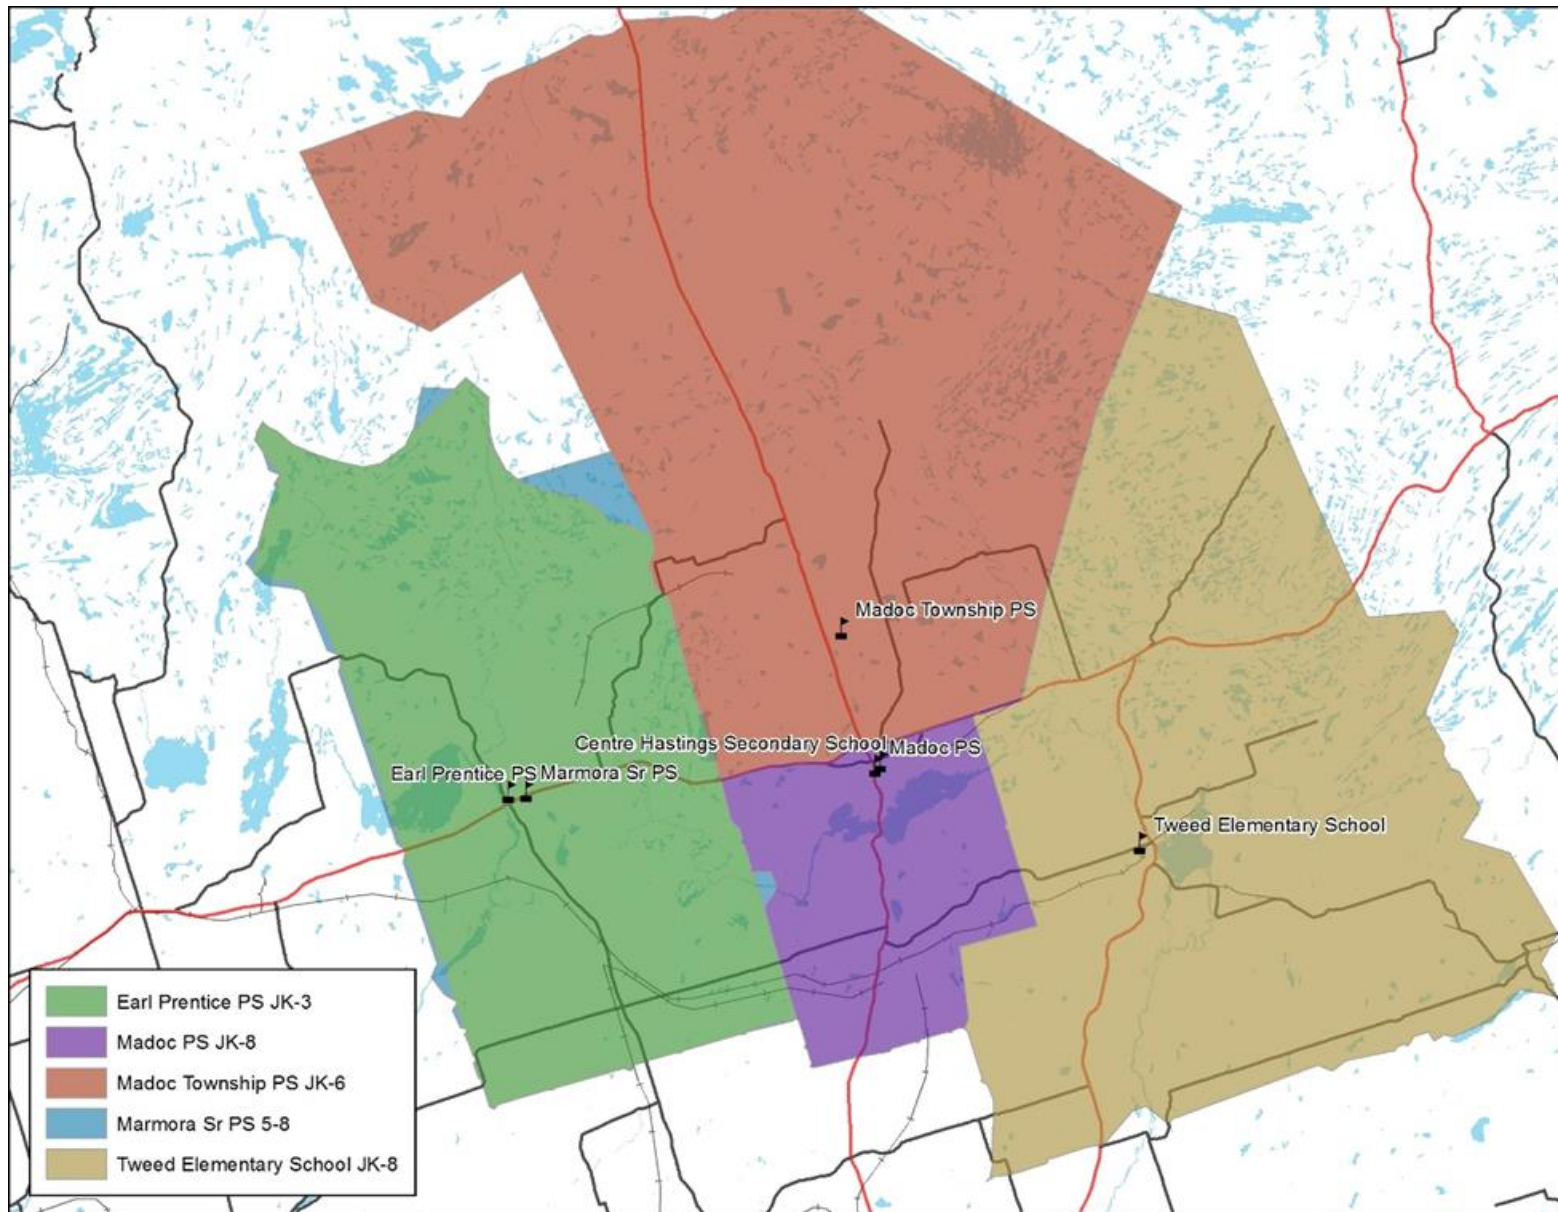 Madoc Township PS
Centre Hastings Secondary School
Madoc PS
Earl Prentice PS
Marmora Sr PS
Tweed Elementary School
Earl Prentice PS JK-3
Madoc PS JK-8
Madoc Township PS JK-6
Marmora Sr PS 5-8
Tweed Elementary School JK-8